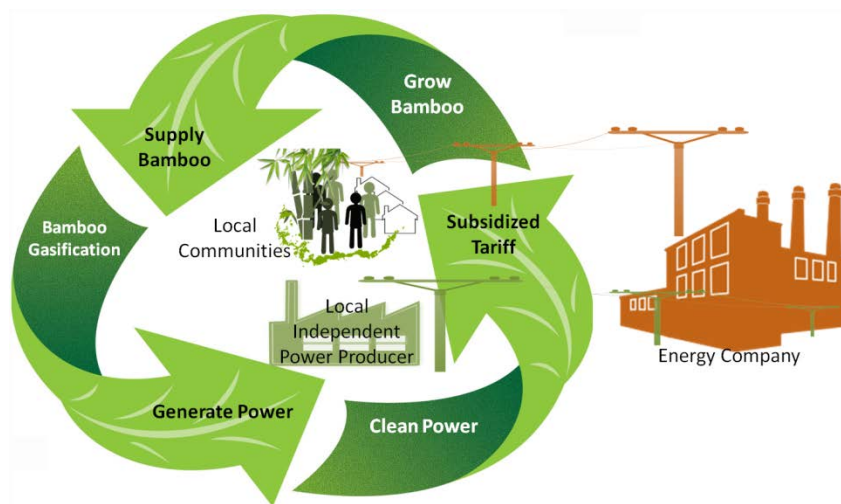 Grow
Bamboo
Supply
Bamboo
Bamboo
Gasification
Local
Communities
Subsidized
Tariff
Local
Independent
Power Producer
Energy Company
Generate Power
Clean Power